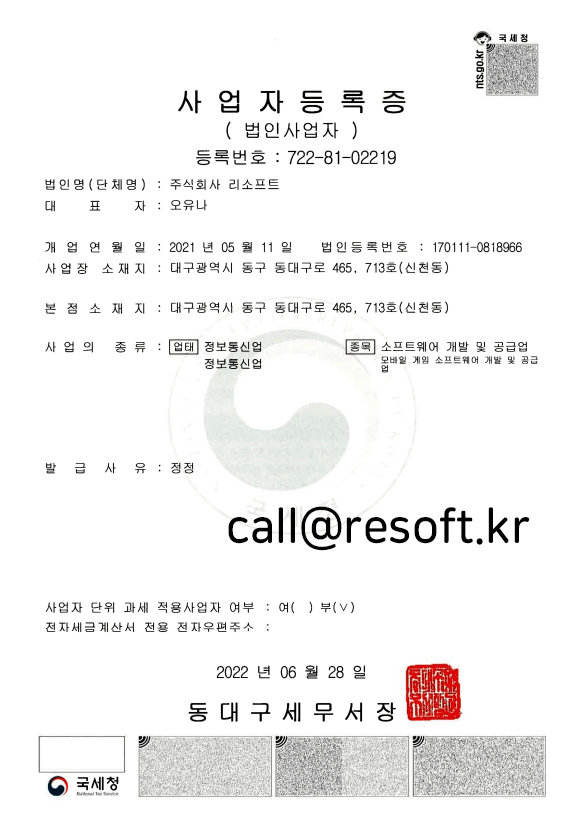 국세청
nts.go.kr
사업자등록증
( 법인사업자 )
등록번호 : 722-81-02219
법인명(단체명) : 주식회사 리소프트
대 표 자 : 오유나
개 업 연 월 일 : 2021 년 05 월 11 일 법인등록번호 : 170111-0818966
사업장 소재지 : 대구광역시 동구 동대구로 465, 713호(신천동)
본 점 소 재 지 : 대구광역시 동구 동대구로 465, 713호(신천동)
사 업 의 종 류 : 업태 정보통신업 종목 소프트웨어 개발 및 공급업
정보통신업 모바일 게임 소프트웨어 개발 및 공급
업
발 급 사 유 : 정정
call@resoft.kr
사업자 단위 과세 적용사업자 여부 : 여( ) 부(∨)
전자세금계산서 전용 전자우편주소 :
2022 년 06 월 28 일
동대구세무서장
국세청
National Tax Service